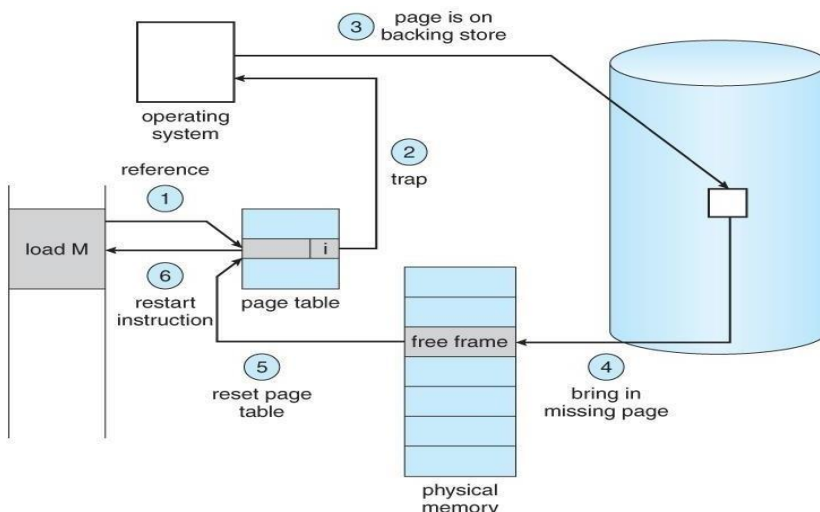 3
page is on
backing store
operating
system
2
trap
reference
1
load M
i
6
restart
instruction
page table
5
reset page
table
free frame
4
bring in
missing page
physical
memory